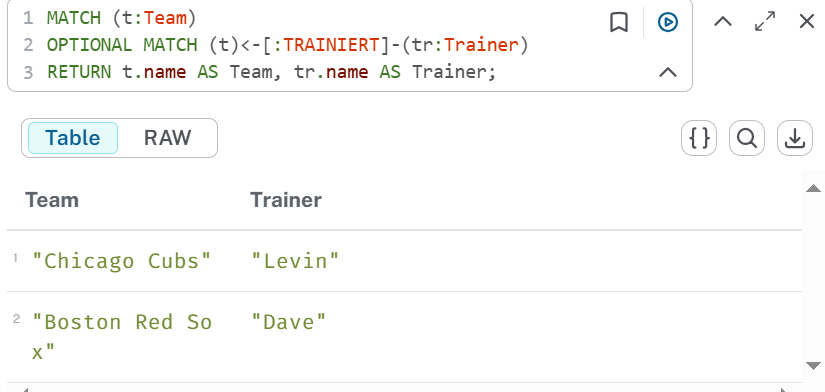 1 MATCH (t:Team)
2 OPTIONAL MATCH (t)<-[:TRAINIERT]-(tr:Trainer)
3 RETURN t.name AS Team, tr.name AS Trainer;
Table RAW
{}
Team Trainer
1 "Chicago Cubs" "Levin"
2 "Boston Red So "Dave"
x"